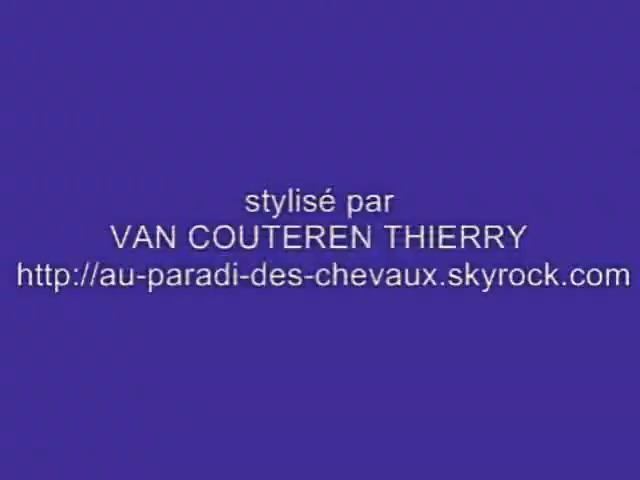 stylisé par
VAN COUTEREN THIERRY
http://au-paradi-des-chevaux.skyrock.com